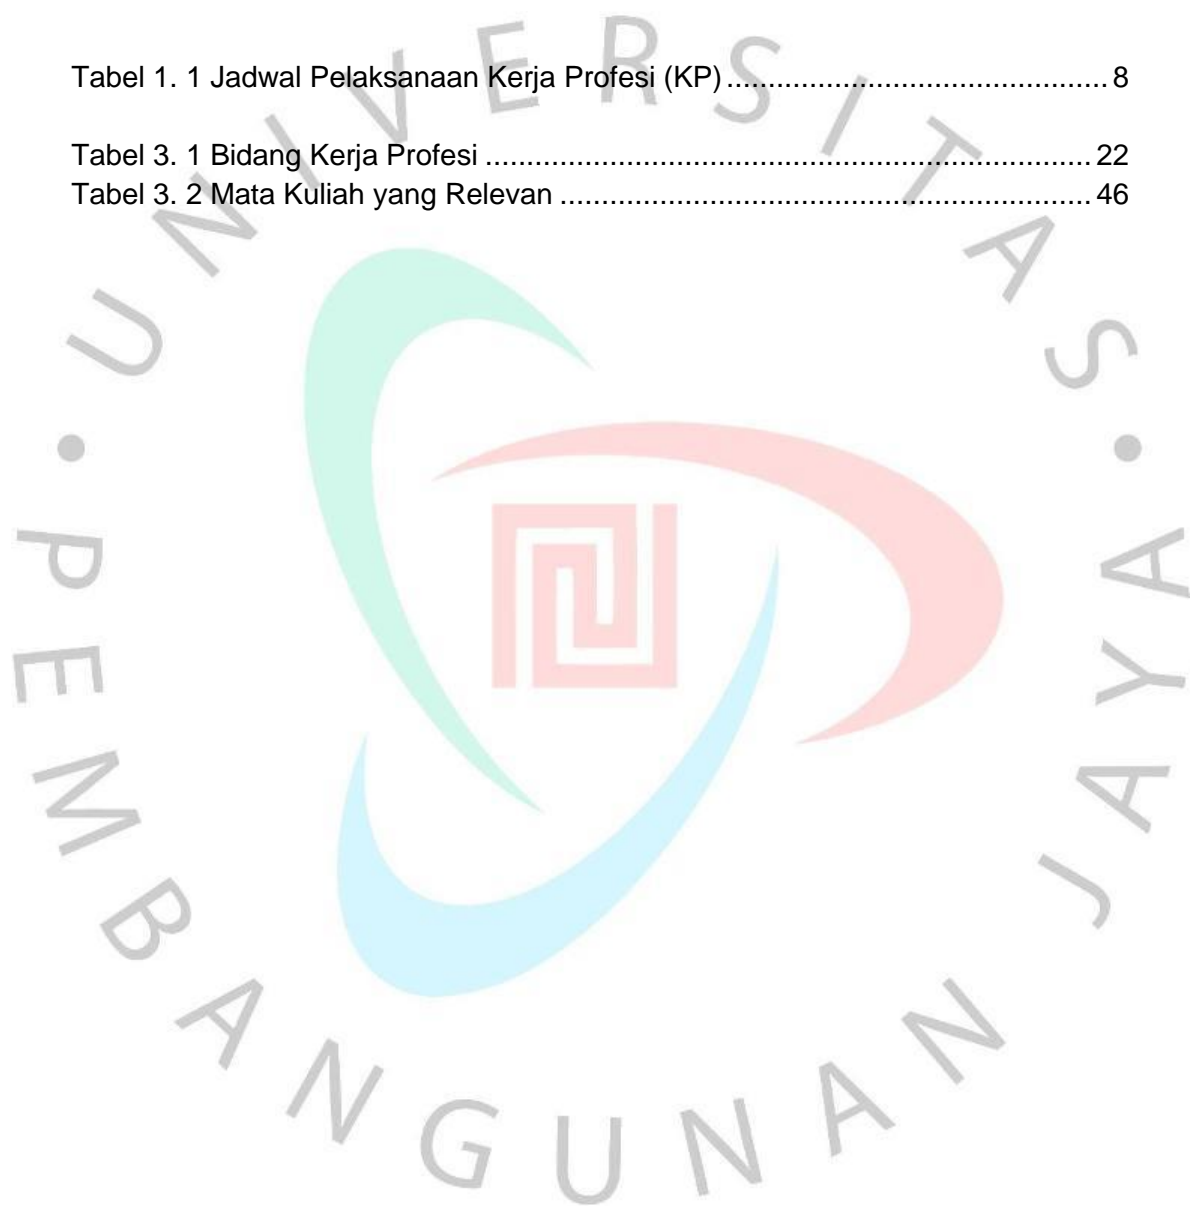 Tabel 1. 1 Jadwal Pelaksanaan Kerja Profesi (KP) ............................................... 8
Tabel 3. 1 Bidang Kerja Profesi .......................................................................... 22
Tabel 3. 2 Mata Kuliah yang Relevan ................................................................. 46
UNIVERSITAS • PEMBANGUNAN JAYA •